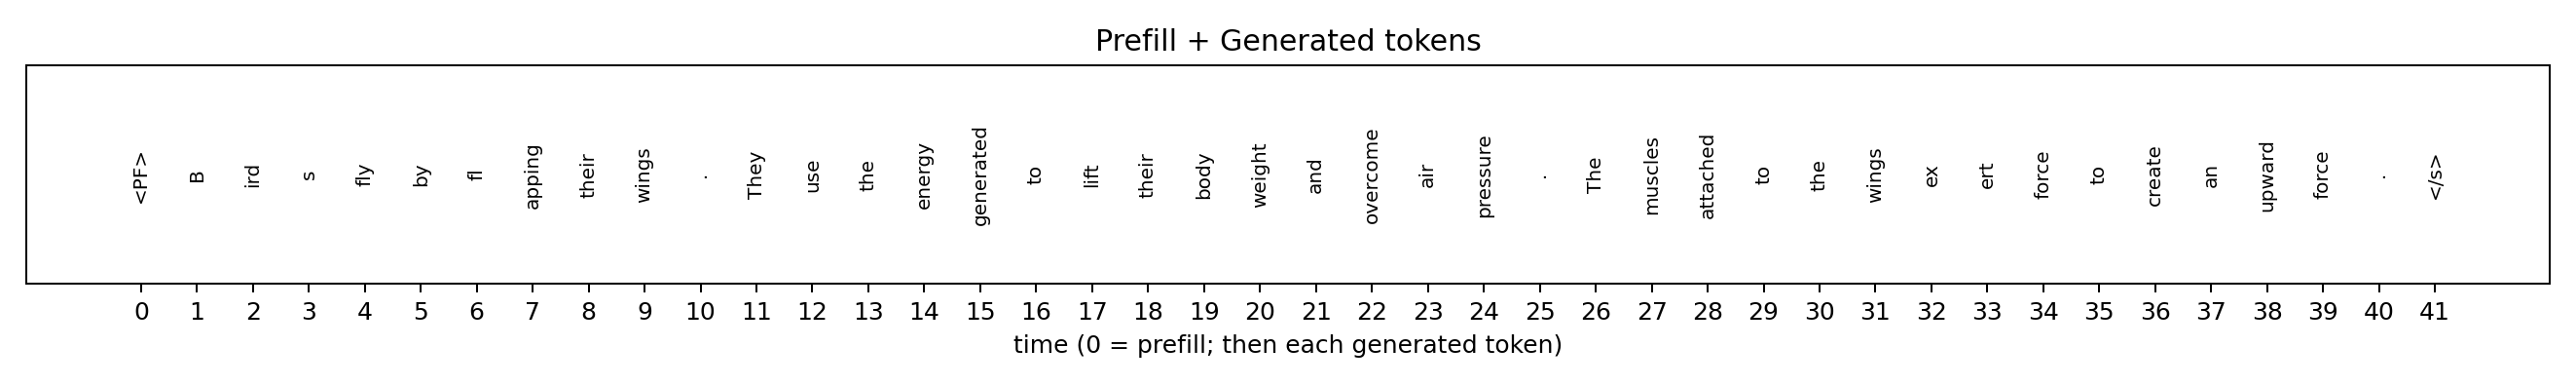 Prefill + Generated tokens
<PF> B ird s fly by fl apping their wings . They use the energy generated to lift their body weight and overcome air pressure . The muscles attached to the wings ex ert force to create an upward force . </s>
0 1 2 3 4 5 6 7 8 9 10 11 12 13 14 15 16 17 18 19 20 21 22 23 24 25 26 27 28 29 30 31 32 33 34 35 36 37 38 39 40 41
time (0 = prefill; then each generated token)